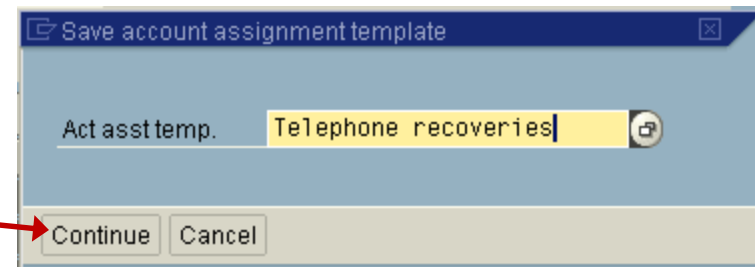 Save account assignment template
Act asst temp. Telephone recoveries
Continue Cancel